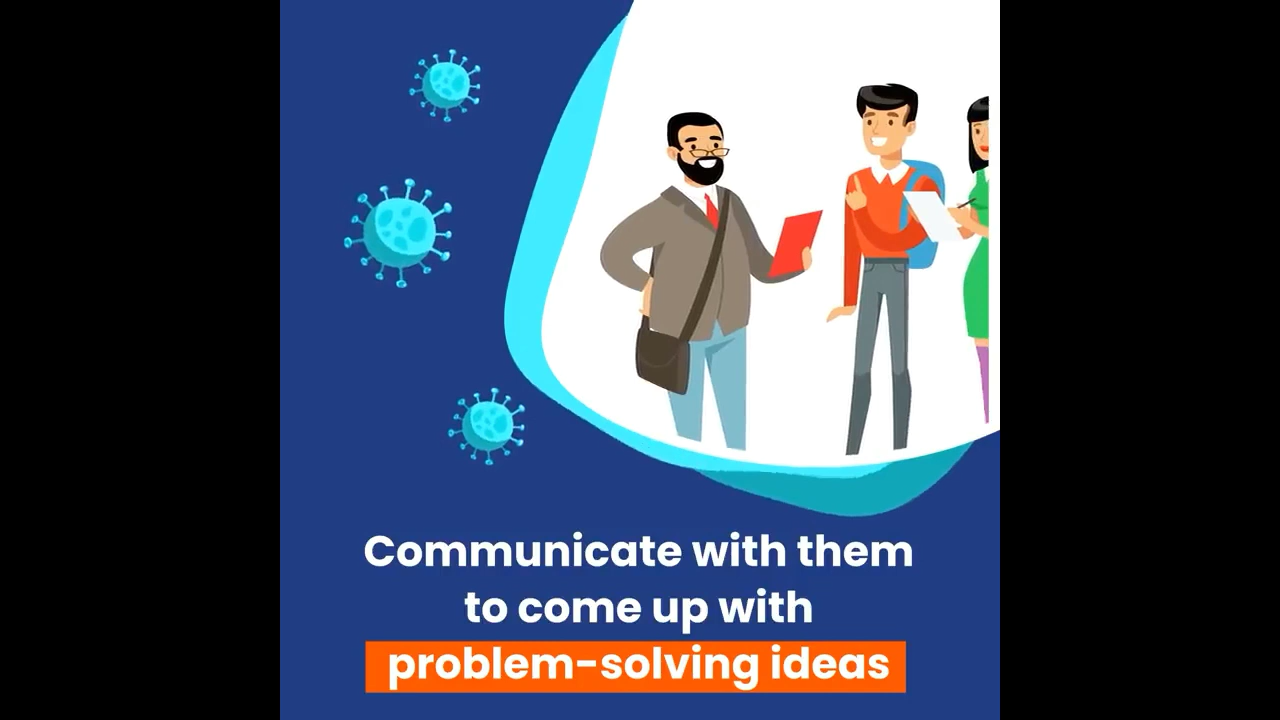 Communicate with them
to come up with
problem-solving ideas